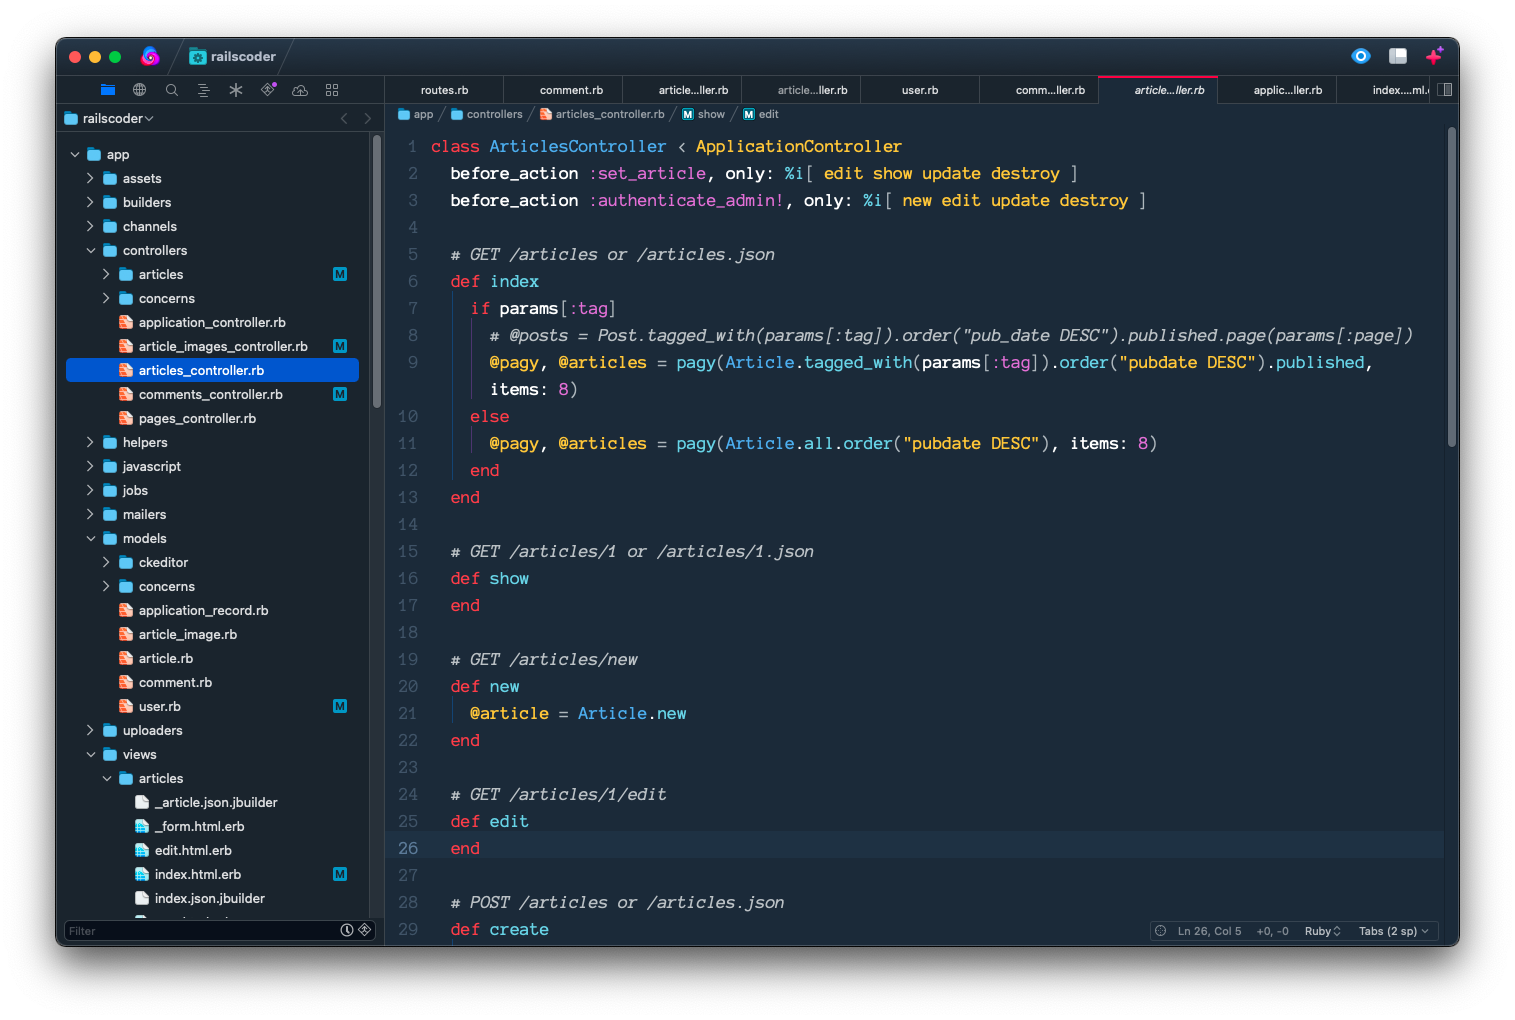 railscoder
routes.rb
comment.rb
article...ller.rb
article...ller.rb
user.rb
comm...ller.rb
article...ller.rb
applic...ller.rb
index....ml.
railscoder
app
controllers
articles_controller.rb
M show
M edit
app
assets
builders
channels
controllers
articles M
concerns
application_controller.rb
article_images_controller.rb M
articles_controller.rb
comments_controller.rb M
pages_controller.rb
helpers
javascript
jobs
mailers
models
ckeditor
concerns
application_record.rb
article_image.rb
article.rb
comment.rb
user.rb M
uploaders
views
articles
_article.json.jbuilder
_form.html.erb
edit.html.erb
index.html.erb M
index.json.jbuilder
Filter
1 class ArticlesController < ApplicationController
2 before_action :set_article, only: %i[ edit show update destroy ]
3 before_action :authenticate_admin!, only: %i[ new edit update destroy ]
4
5 # GET /articles or /articles.json
6 def index
7 if params[:tag]
8 # @posts = Post.tagged_with(params[:tag]).order("pub_date DESC").published.page(params[:page])
9 @pagy, @articles = pagy(Article.tagged_with(params[:tag]).order("pubdate DESC").published,
items: 8)
10 else
11 @pagy, @articles = pagy(Article.all.order("pubdate DESC"), items: 8)
12 end
13 end
14
15 # GET /articles/1 or /articles/1.json
16 def show
17 end
18
19 # GET /articles/new
20 def new
21 @article = Article.new
22 end
23
24 # GET /articles/1/edit
25 def edit
26 end
27
28 # POST /articles or /articles.json
29 def create
Ln 26, Col 5 +0, -0 Ruby Tabs (2 sp)